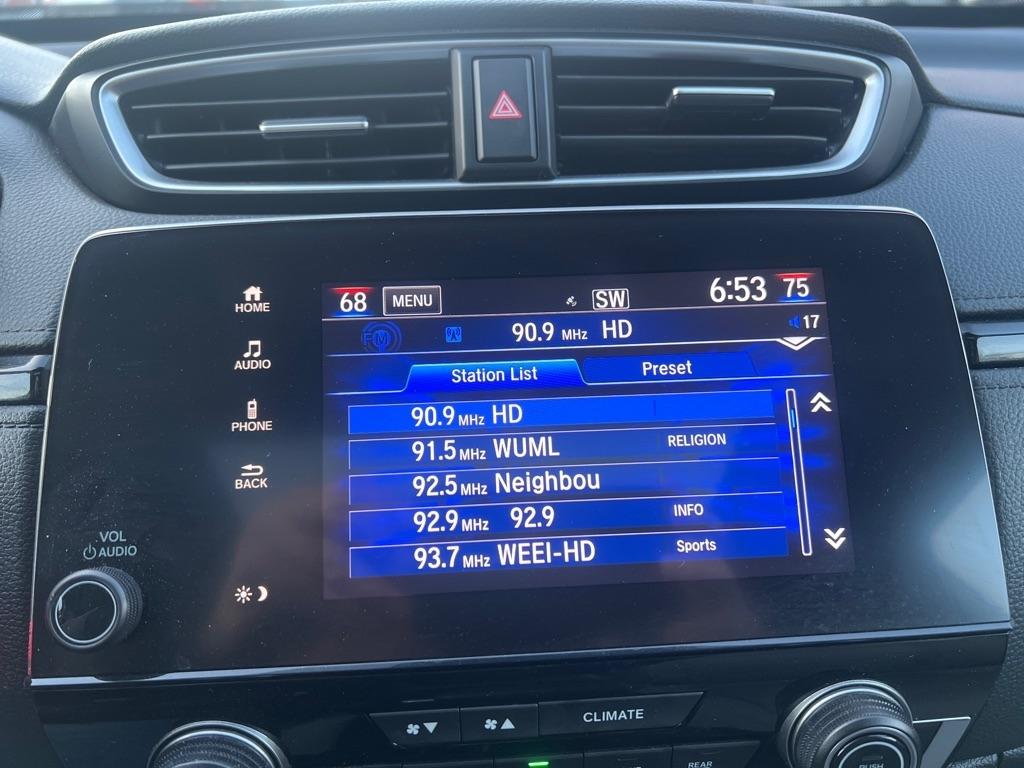 68 MENU SW 6:53 75
FM 90.9 MHz HD 17
Station List Preset
90.9 MHz HD
91.5 MHz WUML RELIGION
92.5 MHz Neighbou
92.9 MHz 92.9 INFO
93.7 MHz WEEI-HD Sports
HOME
AUDIO
PHONE
BACK
VOL
AUDIO
CLIMATE
REAR
PUSH